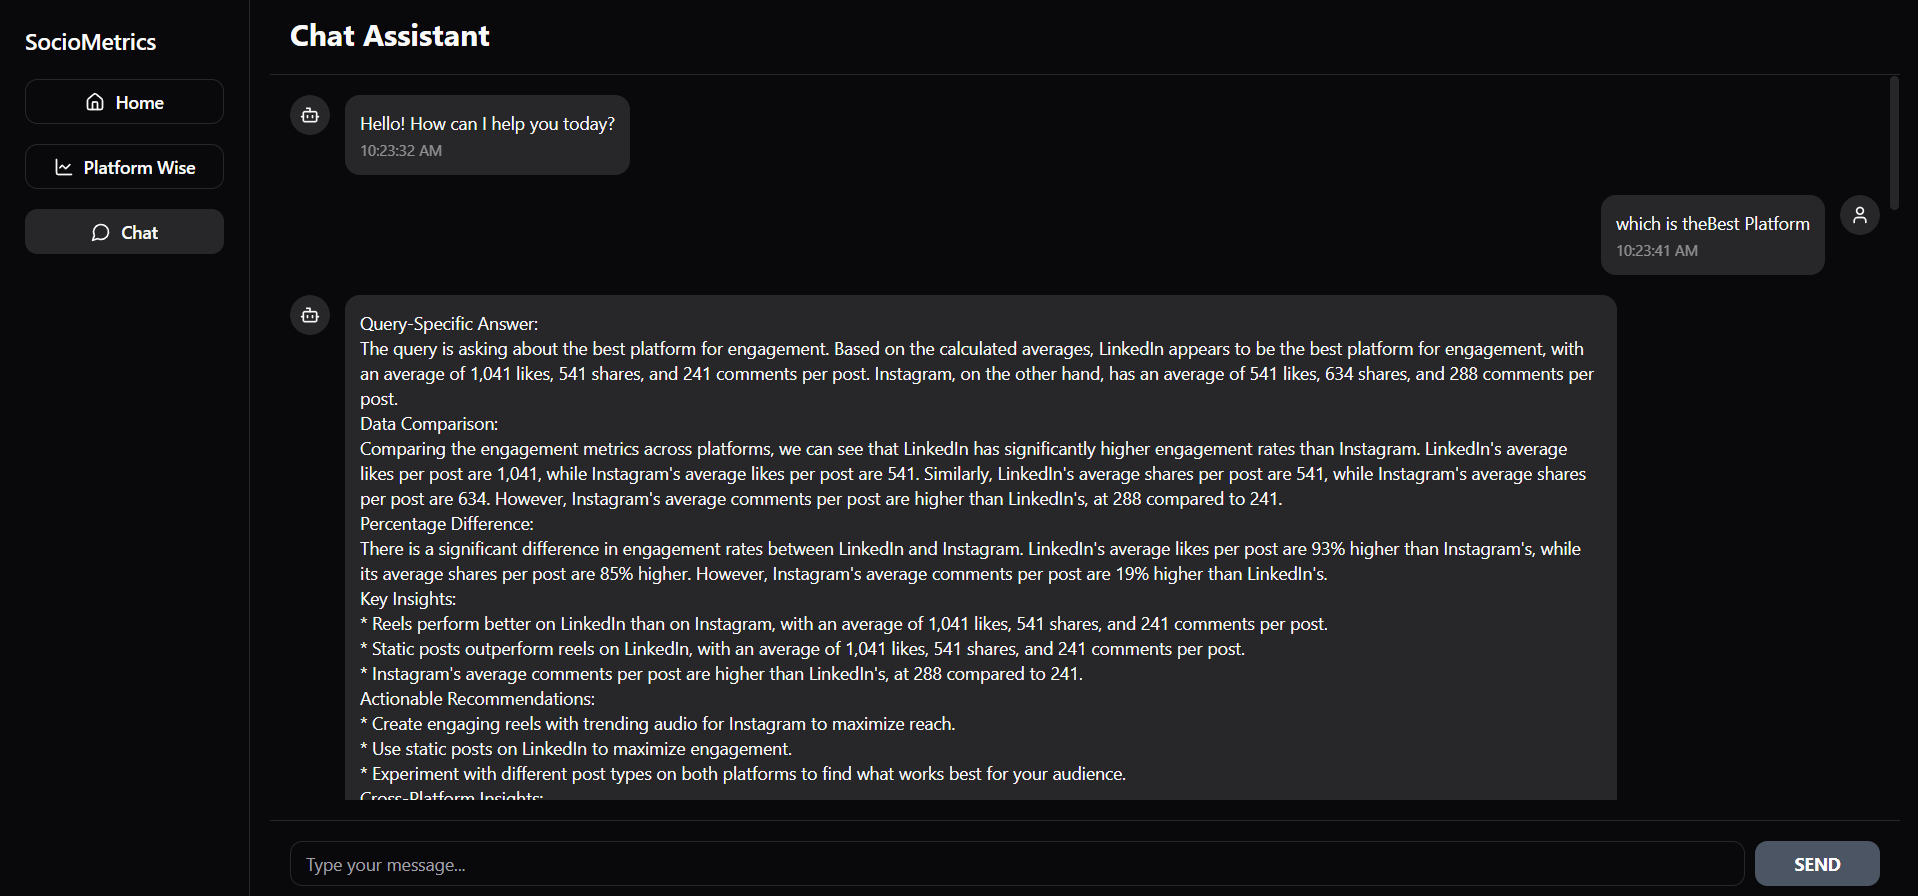 SocioMetrics
Home
Platform Wise
Chat
Chat Assistant
Hello! How can I help you today?
10:23:32 AM
which is theBest Platform
10:23:41 AM
Query-Specific Answer:
The query is asking about the best platform for engagement. Based on the calculated averages, LinkedIn appears to be the best platform for engagement, with
an average of 1,041 likes, 541 shares, and 241 comments per post. Instagram, on the other hand, has an average of 541 likes, 634 shares, and 288 comments per
post.
Data Comparison:
Comparing the engagement metrics across platforms, we can see that LinkedIn has significantly higher engagement rates than Instagram. LinkedIn's average
likes per post are 1,041, while Instagram's average likes per post are 541. Similarly, LinkedIn's average shares per post are 541, while Instagram's average shares
per post are 634. However, Instagram's average comments per post are higher than LinkedIn's, at 288 compared to 241.
Percentage Difference:
There is a significant difference in engagement rates between LinkedIn and Instagram. LinkedIn's average likes per post are 93% higher than Instagram's, while
its average shares per post are 85% higher. However, Instagram's average comments per post are 19% higher than LinkedIn's.
Key Insights:
* Reels perform better on LinkedIn than on Instagram, with an average of 1,041 likes, 541 shares, and 241 comments per post.
* Static posts outperform reels on LinkedIn, with an average of 1,041 likes, 541 shares, and 241 comments per post.
* Instagram's average comments per post are higher than LinkedIn's, at 288 compared to 241.
Actionable Recommendations:
* Create engaging reels with trending audio for Instagram to maximize reach.
* Use static posts on LinkedIn to maximize engagement.
* Experiment with different post types on both platforms to find what works best for your audience.
Cross-Platform Insights:
Type your message...
SEND